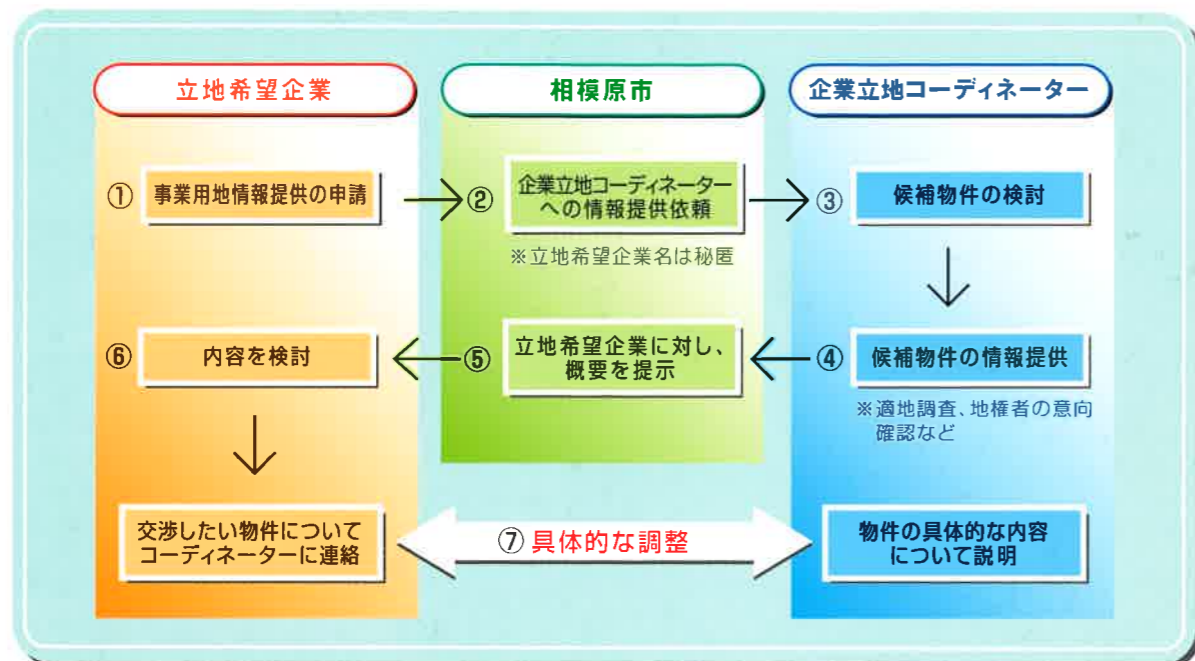 立地希望企業
相模原市
企業立地コーディネーター
① 事業用地情報提供の申請
② 企業立地コーディネーター
への情報提供依頼
※立地希望企業名は秘匿
③ 候補物件の検討
④ 候補物件の情報提供
※適地調査、地権者の意向
確認など
⑤ 立地希望企業に対し、
概要を提示
⑥ 内容を検討
交渉したい物件について
コーディネーターに連絡
⑦ 具体的な調整
物件の具体的な内容
について説明